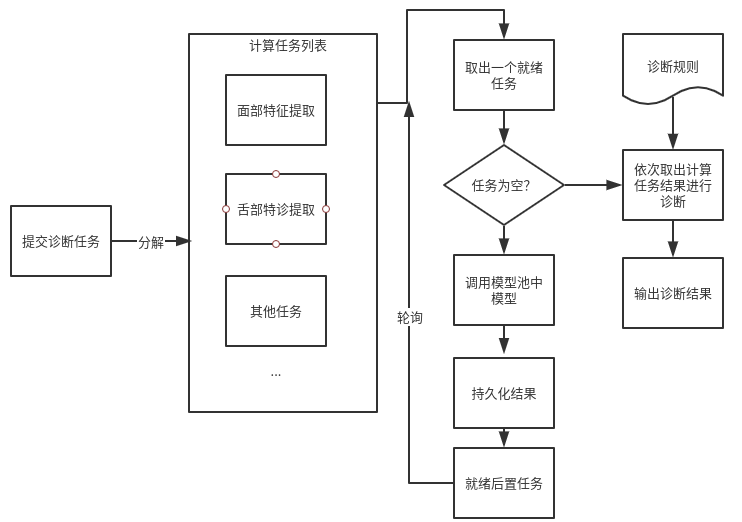 提交诊断任务
分解
计算任务列表
面部特征提取
舌部特诊提取
其他任务
...
轮询
取出一个就绪
任务
任务为空?
调用模型池中
模型
持久化结果
就绪后置任务
诊断规则
依次取出计算
任务结果进行
诊断
输出诊断结果